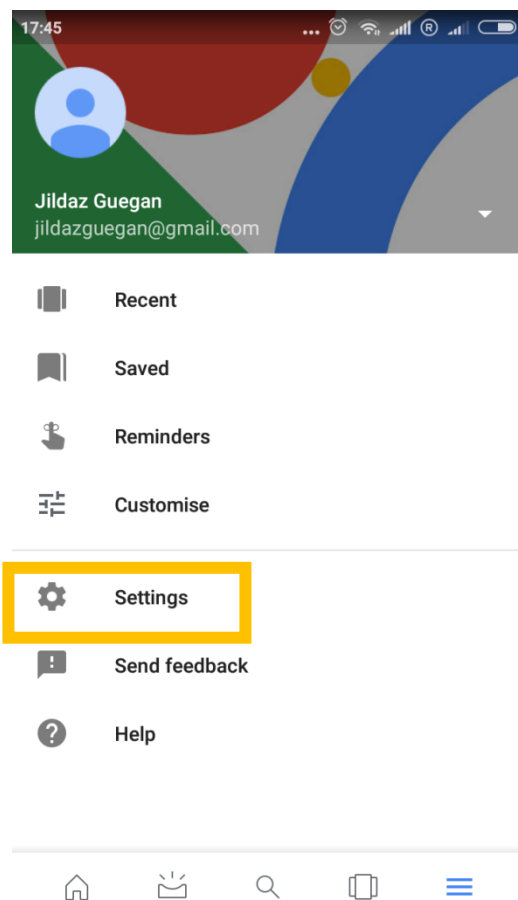 17:45
Jildaz Guegan
jildazguegan@gmail.com
Recent
Saved
Reminders
Customise
Settings
Send feedback
Help